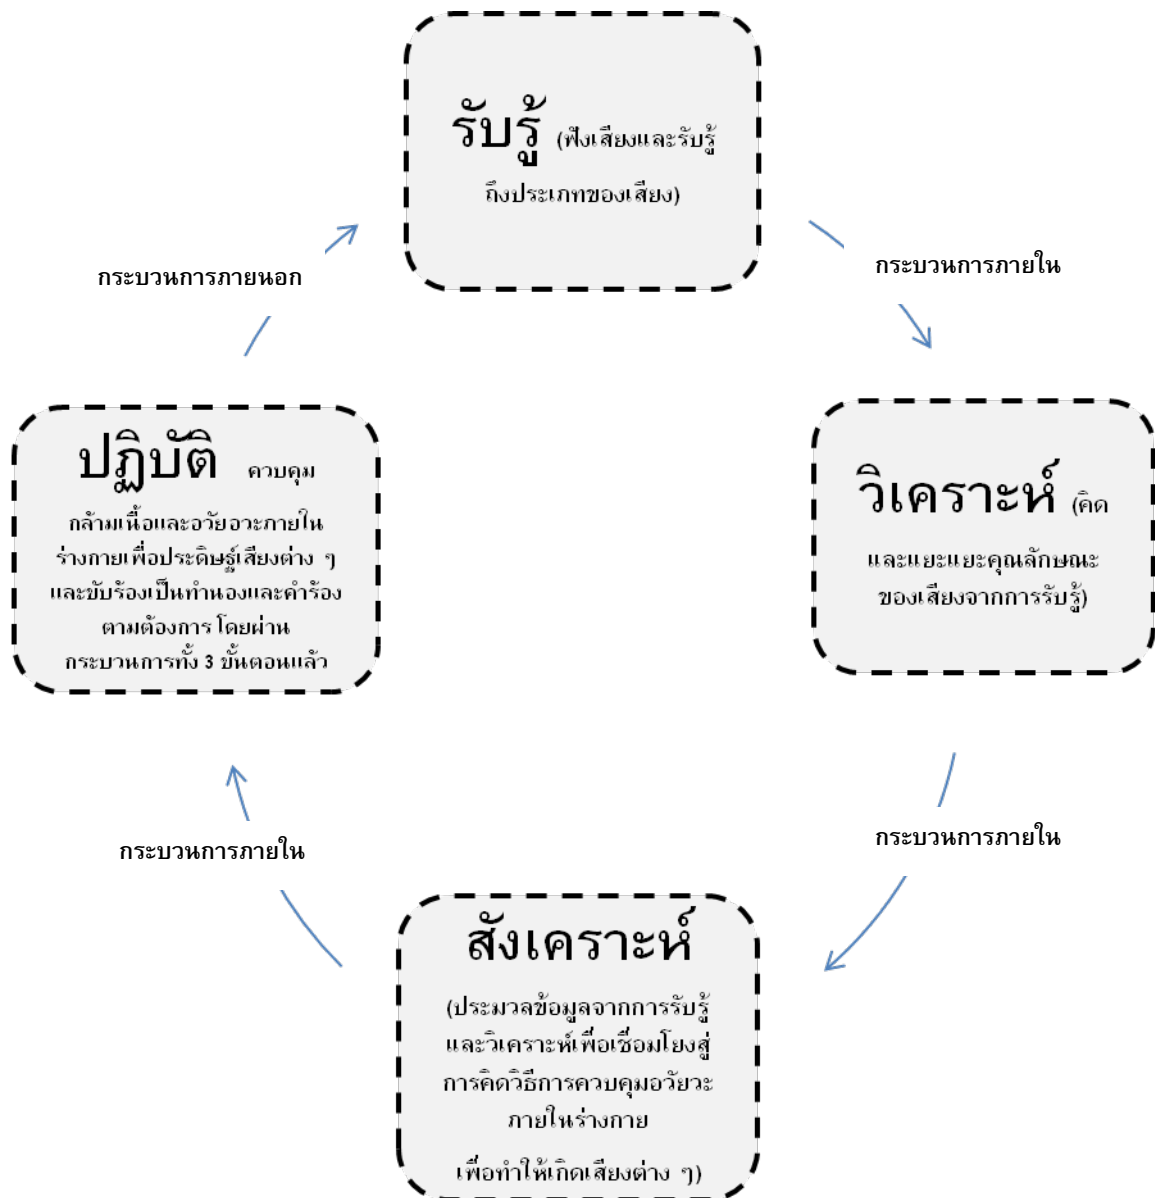 รับรู้ (ฟังเสียงและรับรู้
ถึงประเภทของเสียง)
กระบวนการภายนอก
กระบวนการภายใน
ปฏิบัติ ควบคุม
กล้ามเนื้อและอวัยอวะภายใน
ร่างกายเพื่อประดิษฐ์เสียงต่าง ๆ
และขับร้องเป็นทำนองและคำร้อง
ตามต้องการ โดยผ่าน
กระบวนการทั้ง 3 ขั้นตอนแล้ว
วิเคราะห์ (คิด
และแยะแยะคุณลักษณะ
ของเสียงจากการรับรู้)
กระบวนการภายใน
กระบวนการภายใน
สังเคราะห์
(ประมวลข้อมูลจากการรับรู้
และวิเคราะห์เพื่อเชื่อมโยงสู่
การคิดวิธีการควบคุมอวัยวะ
ภายในร่างกาย
เพื่อทำให้เกิดเสียงต่าง ๆ)